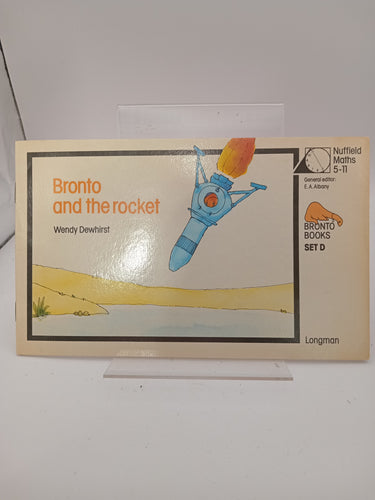 Bronto
and the rocket
Wendy Dewhirst
Nuffield
Maths
5-11
General editor:
E. A. Albany
BRONTO
BOOKS
SET D
Longman